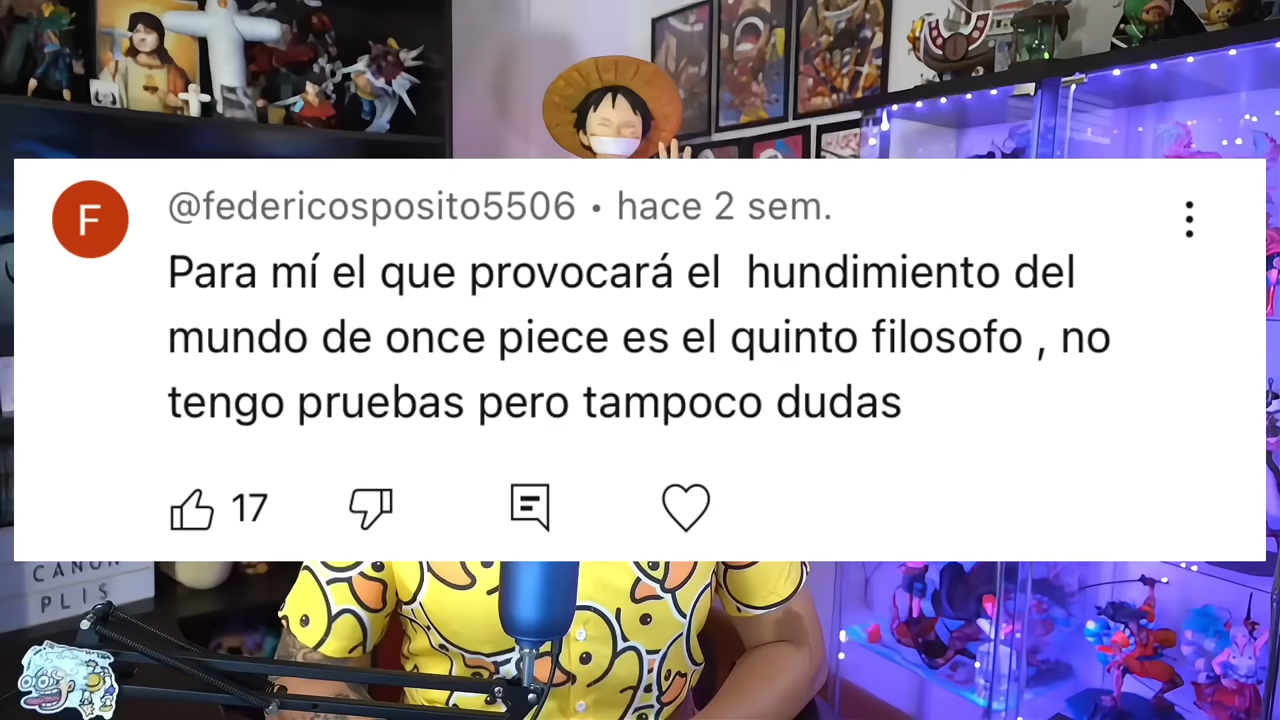 @federicosposito5506 • hace 2 sem.
F
Para mí el que provocará el  hundimiento del
mundo de once piece es el quinto filosofo , no
tengo pruebas pero tampoco dudas
17
CANON
PLIS